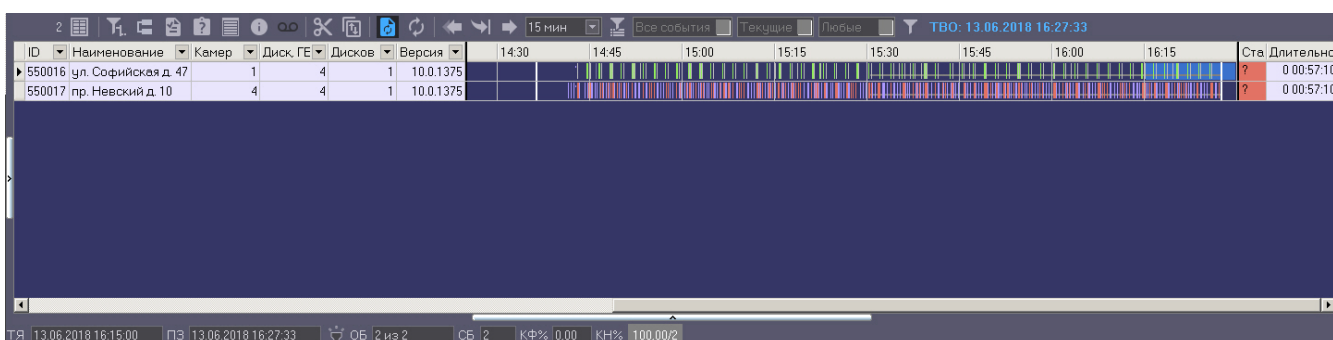 2 15 мин Все события Текущие Любые ТВО: 13.06.2018 16:27:33
ID Наименование Камер Диск, ГЕ Дисков Версия 14:30 14:45 15:00 15:15 15:30 15:45 16:00 16:15 Ста Длительно
550016 ул. Софийская д. 47 1 4 1 10.0.1375 ? 0 00:57:10
550017 пр. Невский д. 10 4 4 1 10.0.1375 ? 0 00:57:10
ТЯ 13.06.2018 16:15:00 ПЗ 13.06.2018 16:27:33 ОБ 2 из 2 СБ 2 КФ% 0.00 КН% 100.00/2